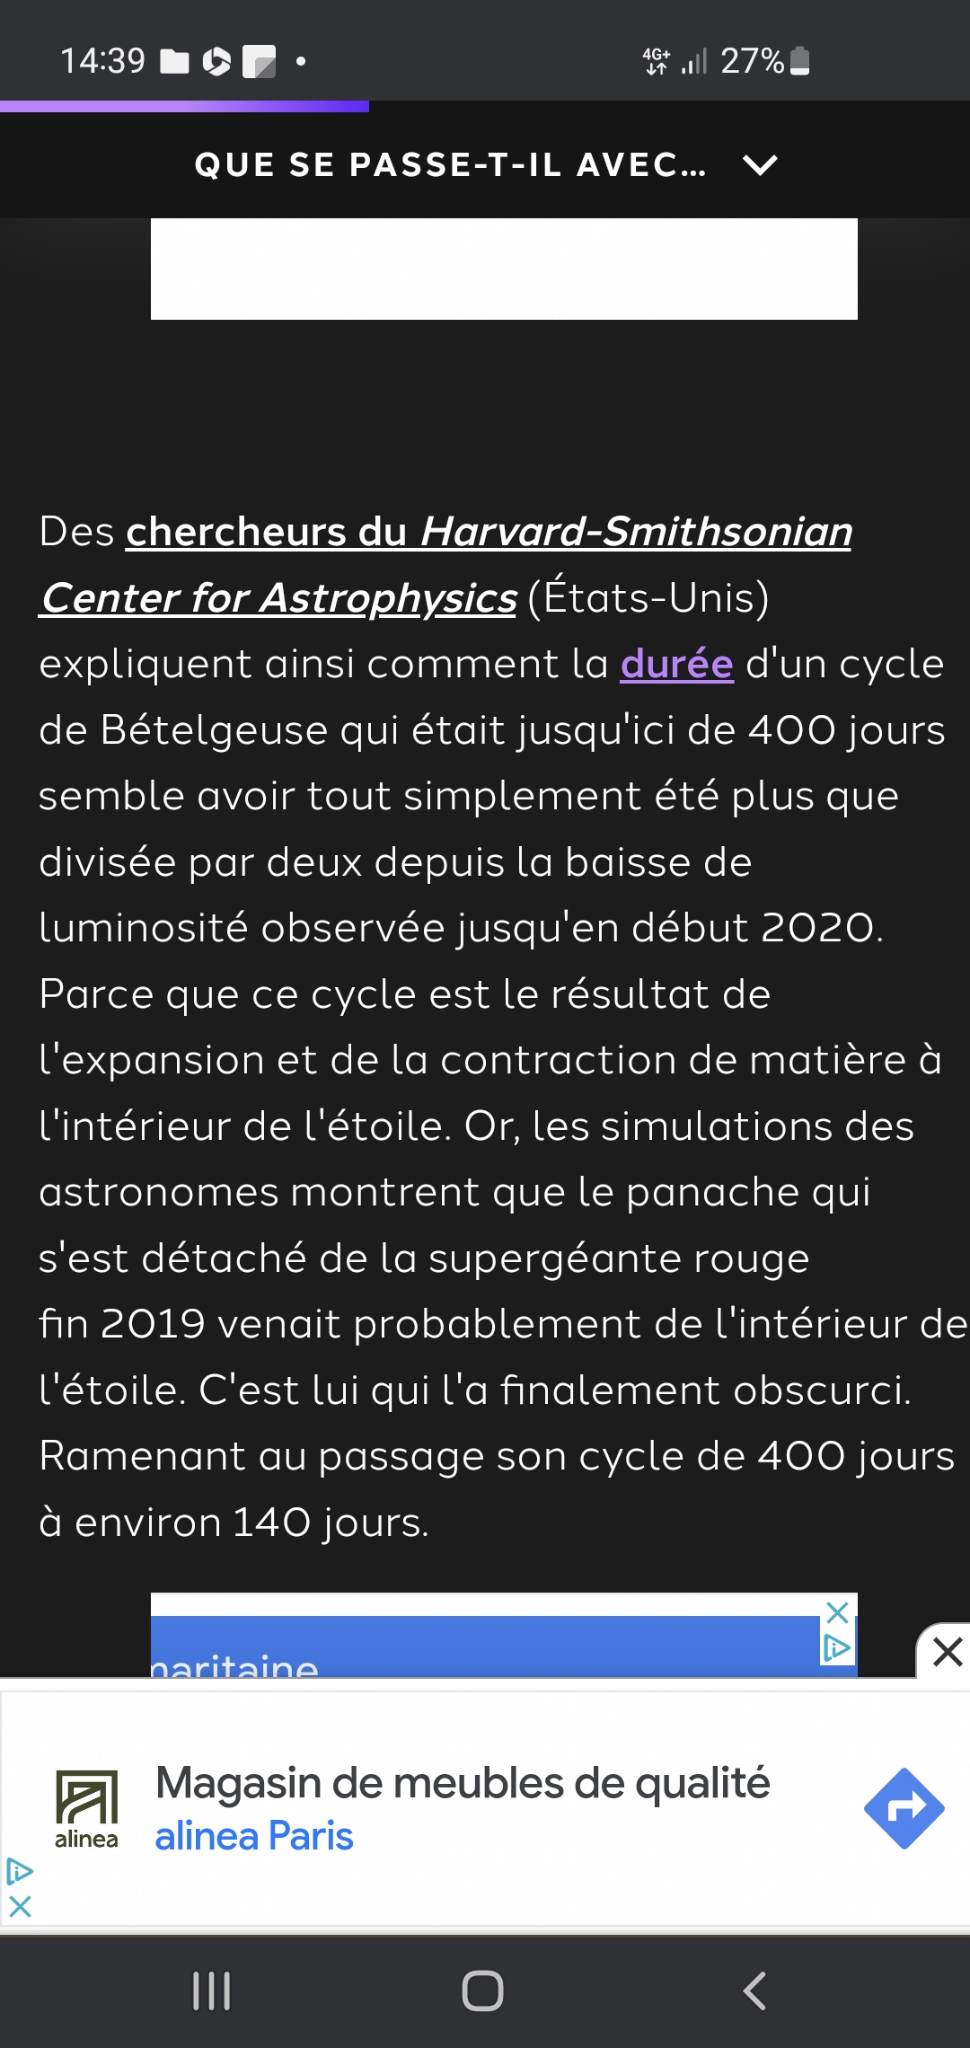 14:39
4G+
27%
QUE SE PASSE-T-IL AVEC...
Des chercheurs du Harvard-Smithsonian
Center for Astrophysics (États-Unis)
expliquent ainsi comment la durée d'un cycle
de Bételgeuse qui était jusqu'ici de 400 jours
semble avoir tout simplement été plus que
divisée par deux depuis la baisse de
luminosité observée jusqu'en début 2020.
Parce que ce cycle est le résultat de
l'expansion et de la contraction de matière à
l'intérieur de l'étoile. Or, les simulations des
astronomes montrent que le panache qui
s'est détaché de la supergéante rouge
fin 2019 venait probablement de l'intérieur de
l'étoile. C'est lui qui l'a finalement obscurci.
Ramenant au passage son cycle de 400 jours
à environ 140 jours.
maritaine
Magasin de meubles de qualité
alinea Paris
alinea